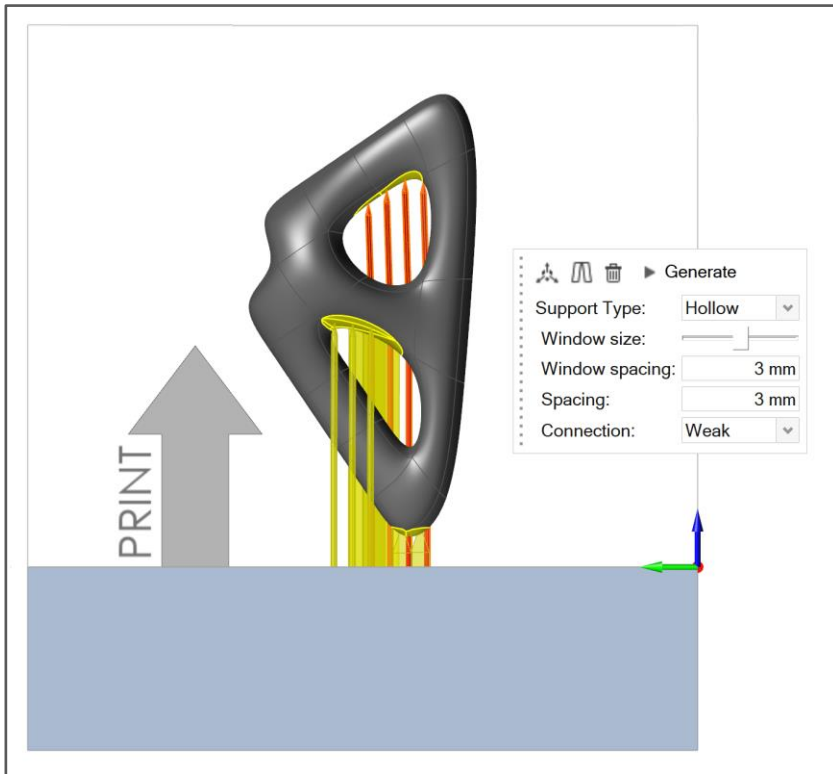 Generate
Support Type: Hollow
Window size:
Window spacing: 3 mm
Spacing: 3 mm
Connection: Weak
PRINT